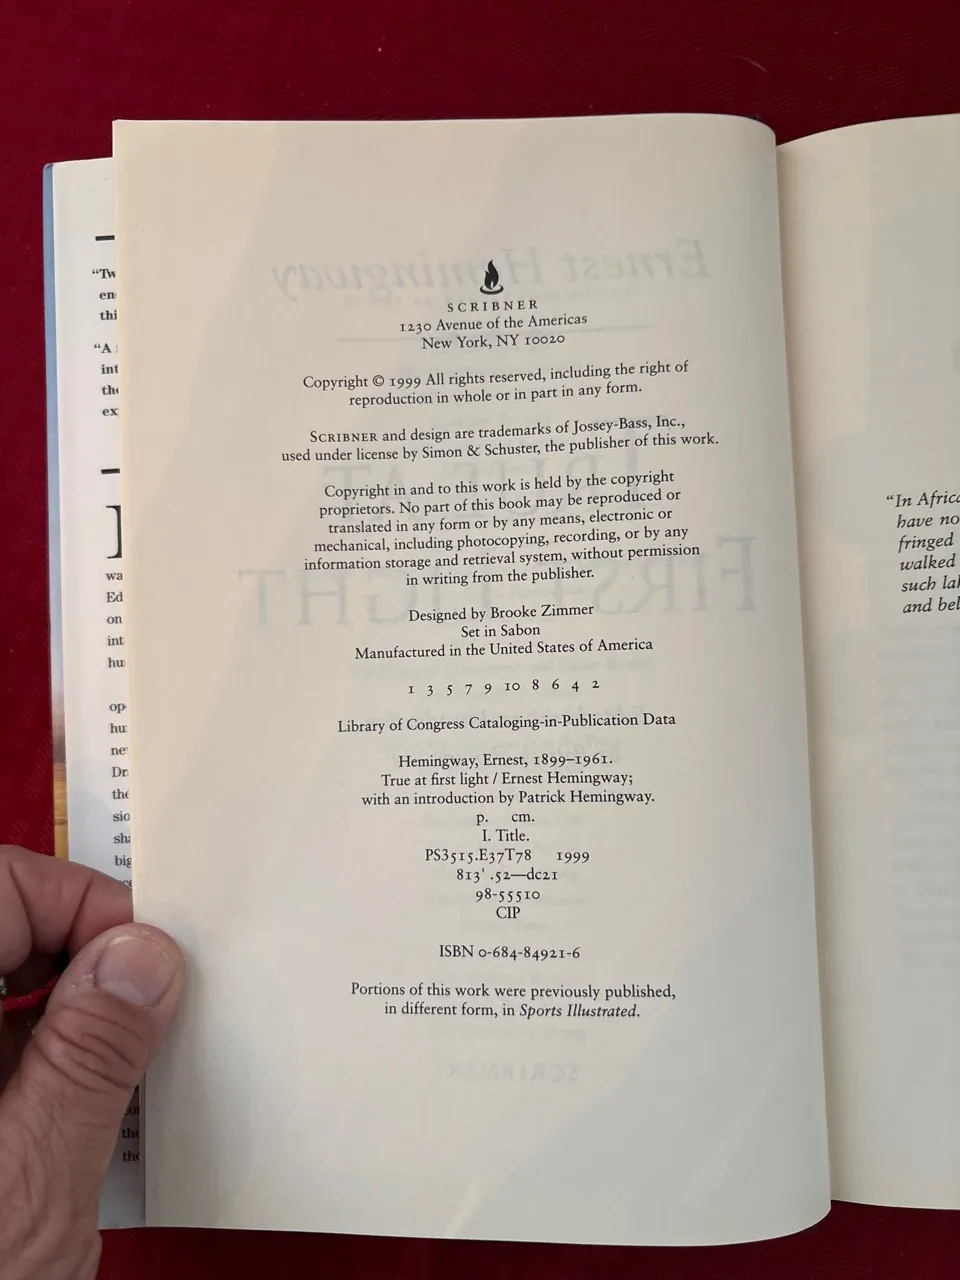 SCRIBNER
1230 Avenue of the Americas
New York, NY 10020
Copyright © 1999 All rights reserved, including the right of
reproduction in whole or in part in any form.
SCRIBNER and design are trademarks of Jossey-Bass, Inc.,
used under license by Simon & Schuster, the publisher of this work.
Copyright in and to this work is held by the copyright
proprietors. No part of this book may be reproduced or
translated in any form or by any means, electronic or
mechanical, including photocopying, recording, or by any
information storage and retrieval system, without permission
in writing from the publisher.
Designed by Brooke Zimmer
Set in Sabon
Manufactured in the United States of America
1 3 5 7 9 10 8 6 4 2
Library of Congress Cataloging-in-Publication Data
Hemingway, Ernest, 1899–1961.
True at first light / Ernest Hemingway;
with an introduction by Patrick Hemingway.
p. cm.
I. Title.
PS3515.E37T78 1999
813' .52—dc21
98-55510
CIP
ISBN 0-684-84921-6
Portions of this work were previously published,
in different form, in Sports Illustrated.
“In Africa
have no
fringed
walked
such
and